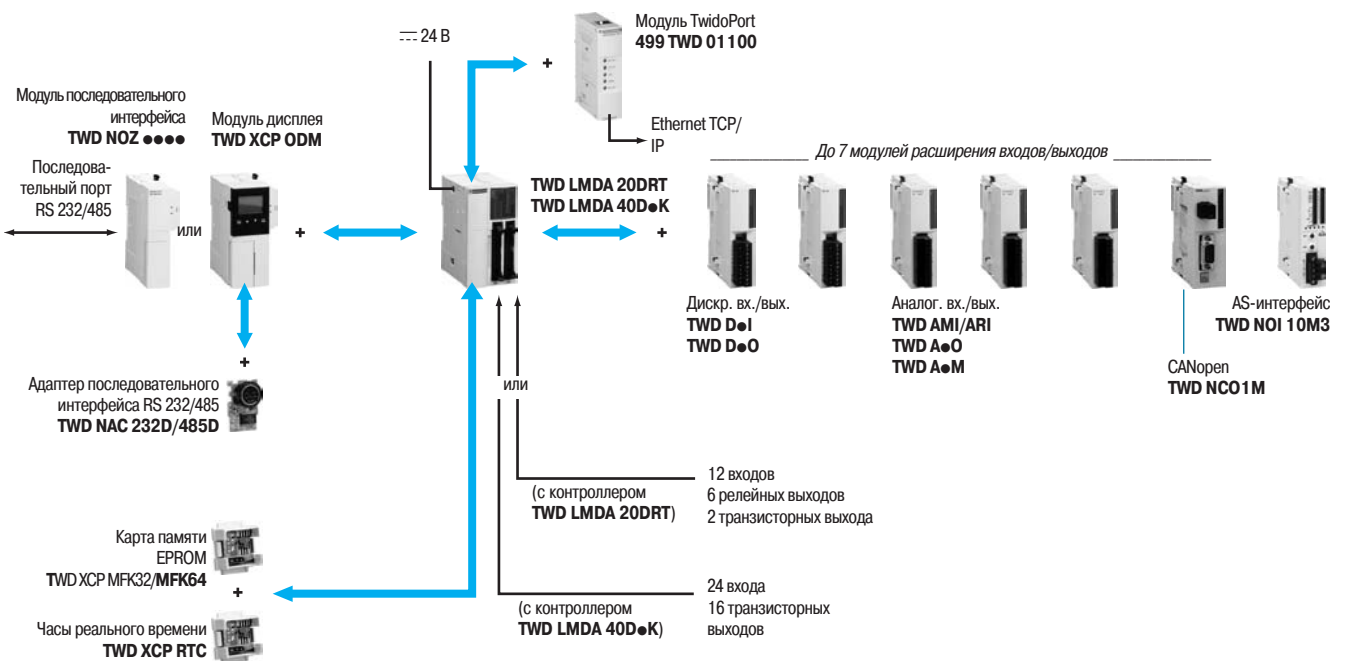 Модуль TwidoPort
499 TWD 01100
24 В
Ethernet TCP/
IP
Модуль последовательного
интерфейса
TWD NOZ ●●●●
Модуль дисплея
TWD XCP ODM
Последова-
тельный порт
RS 232/485
или
+
+
TWD LMDA 20DRT
TWD LMDA 40D●K
+
До 7 модулей расширения входов/выходов
Дискр. вх./вых.
TWD D●I
TWD D●O
Аналог. вх./вых.
TWD AMI/ARI
TWD A●O
TWD A●M
CANopen
TWD NCO1M
AS-интерфейс
TWD NOI 10M3
+
Адаптер последовательного
интерфейса RS 232/485
TWD NAC 232D/485D
или
(с контроллером
TWD LMDA 20DRT)
12 входов
6 релейных выходов
2 транзисторных выхода
Карта памяти
EPROM
TWD XCP MFK32/MFK64
+
Часы реального времени
TWD XCP RTC
(с контроллером
TWD LMDA 40D●K)
24 входа
16 транзисторных
выходов